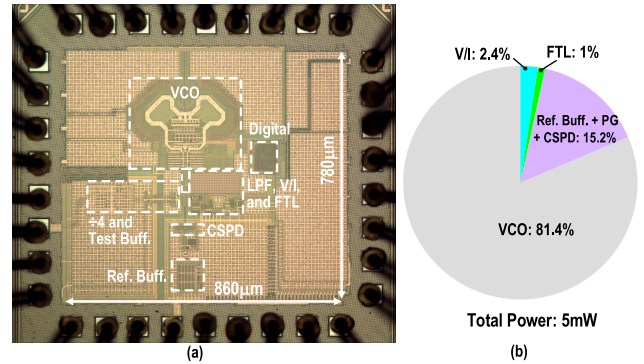 VCO
Digital
780µm
LPF, V/I,
and FTL
÷4 and
Test Buff.
CSPD
Ref. Buff.
860µm
(a)
V/I: 2.4%
FTL: 1%
Ref. Buff. + PG
+ CSPD: 15.2%
VCO: 81.4%
Total Power: 5mW
(b)